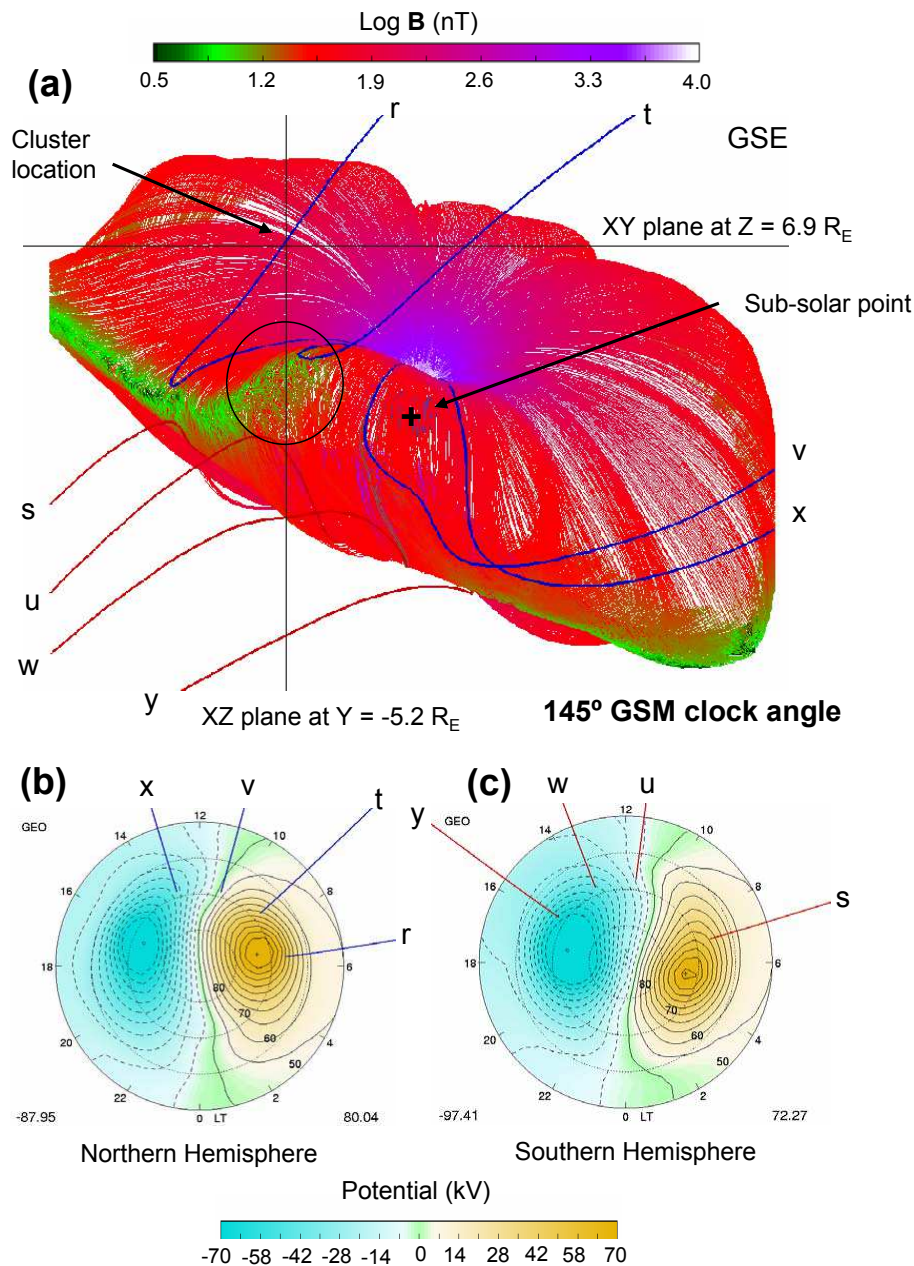 Log B (nT)
0.5 1.2 1.9 2.6 3.3 4.0
(a)
r
t
Cluster
location
GSE
XY plane at Z = 6.9 RE
Sub-solar point
v
s
x
u
w
y
XZ plane at Y = -5.2 RE
145º GSM clock angle
(b)
x
v
t
r
GEO
12
14
10
16
8
18
6
20
4
22
2
0 LT
80
70
60
50
-87.95
80.04
Northern Hemisphere
(c)
y
w
u
s
GEO
12
14
10
16
8
18
6
20
4
22
2
0 LT
80
70
60
50
-97.41
72.27
Southern Hemisphere
Potential (kV)
-70 -58 -42 -28 -14 0 14 28 42 58 70